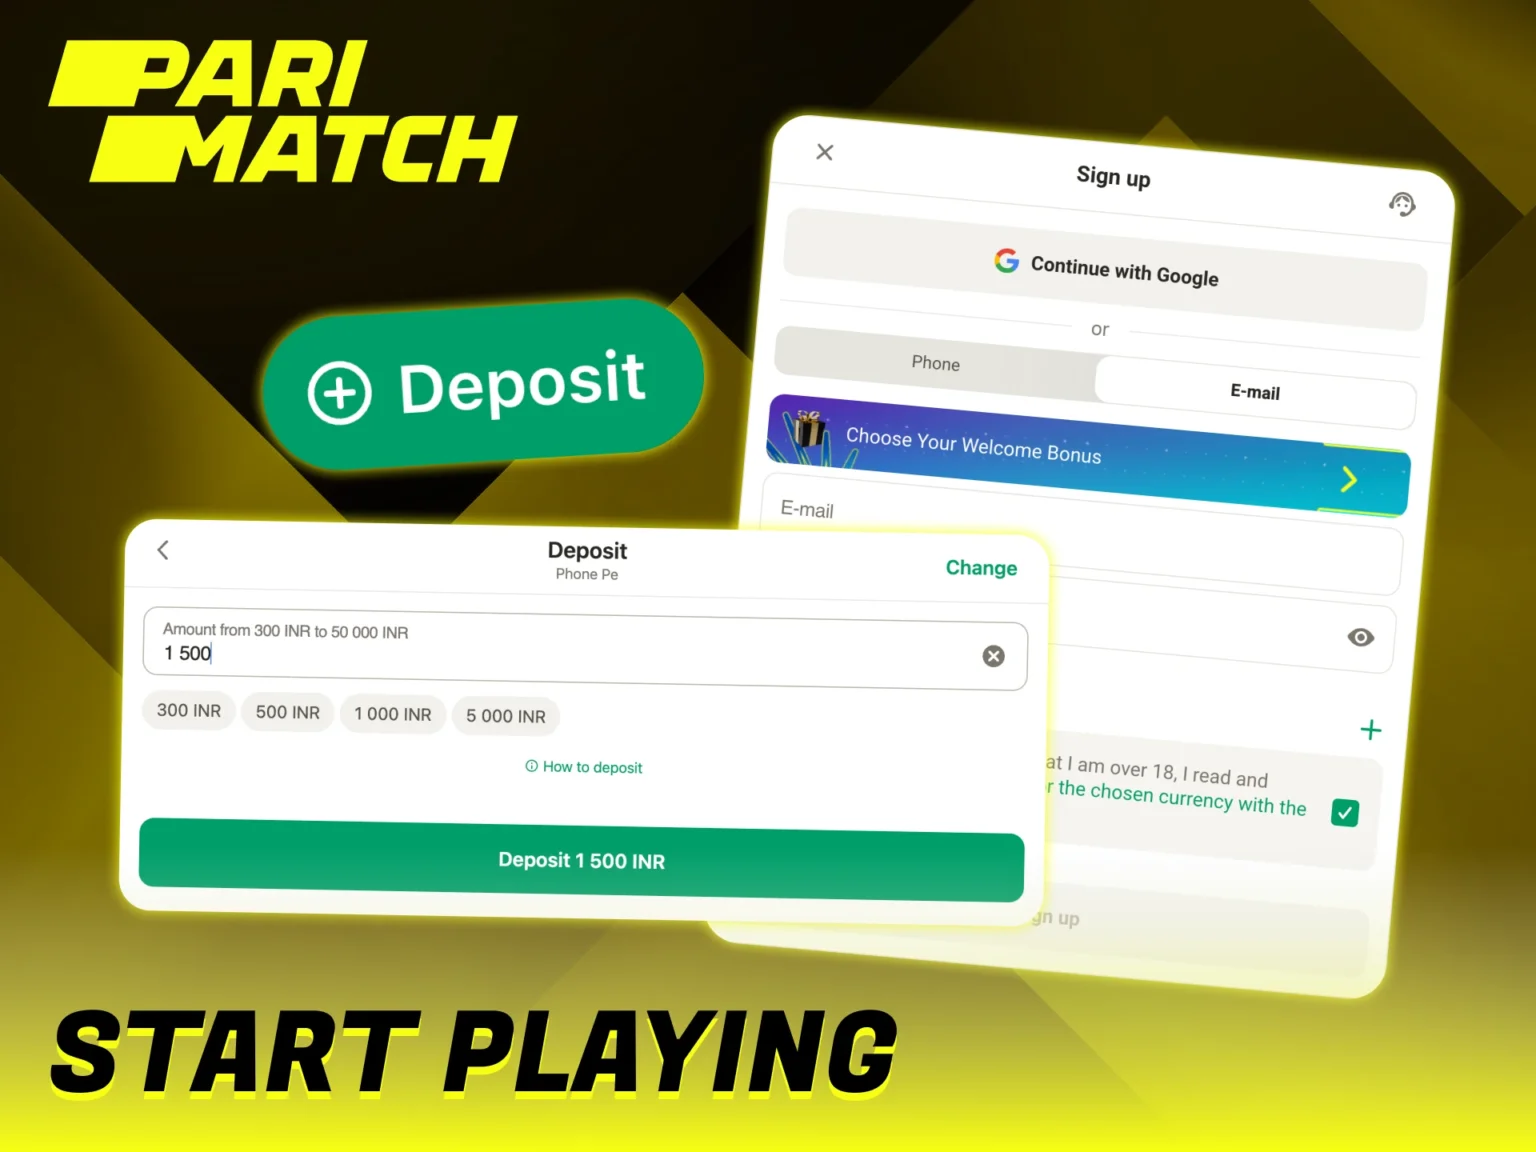 PARI
MATCH
Deposit
Sign up
Continue with Google
or
Phone
E-mail
Choose Your Welcome Bonus
E-mail
at I am over 18, I read and
r the chosen currency with the
gn up
Deposit
Phone Pe
Change
Amount from 300 INR to 50 000 INR
1 500
300 INR
500 INR
1 000 INR
5 000 INR
How to deposit
Deposit 1 500 INR
START PLAYING